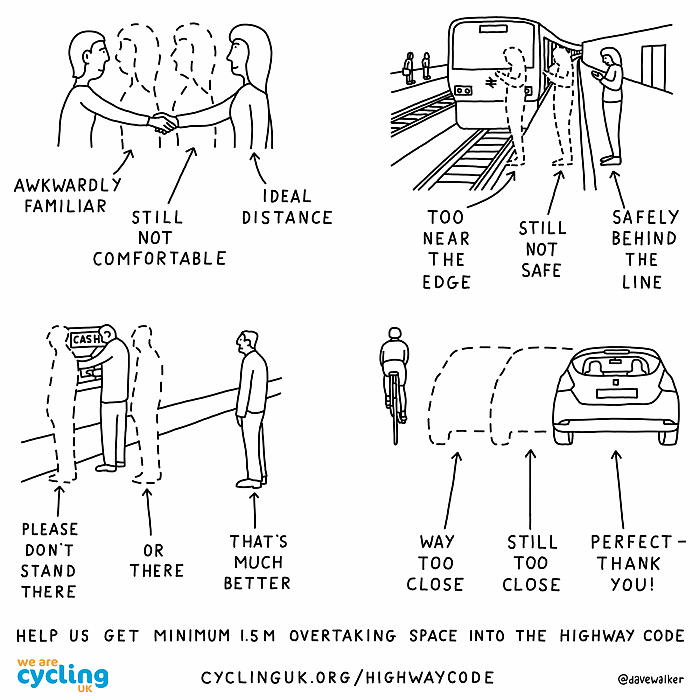 AWKWARDLY
FAMILIAR
STILL
NOT
COMFORTABLE
IDEAL
DISTANCE
TOO
NEAR
THE
EDGE
STILL
NOT
SAFE
SAFELY
BEHIND
THE
LINE
CASH
PLEASE
DON'T
STAND
THERE
OR
THERE
THAT'S
MUCH
BETTER
WAY
TOO
CLOSE
STILL
TOO
CLOSE
PERFECT -
THANK
YOU!
HELP US GET MINIMUM 1.5 M OVERTAKING SPACE INTO THE HIGHWAY CODE
we are
cycling
UK
CYCLINGUK.ORG/HIGHWAYCODE
@davewalker